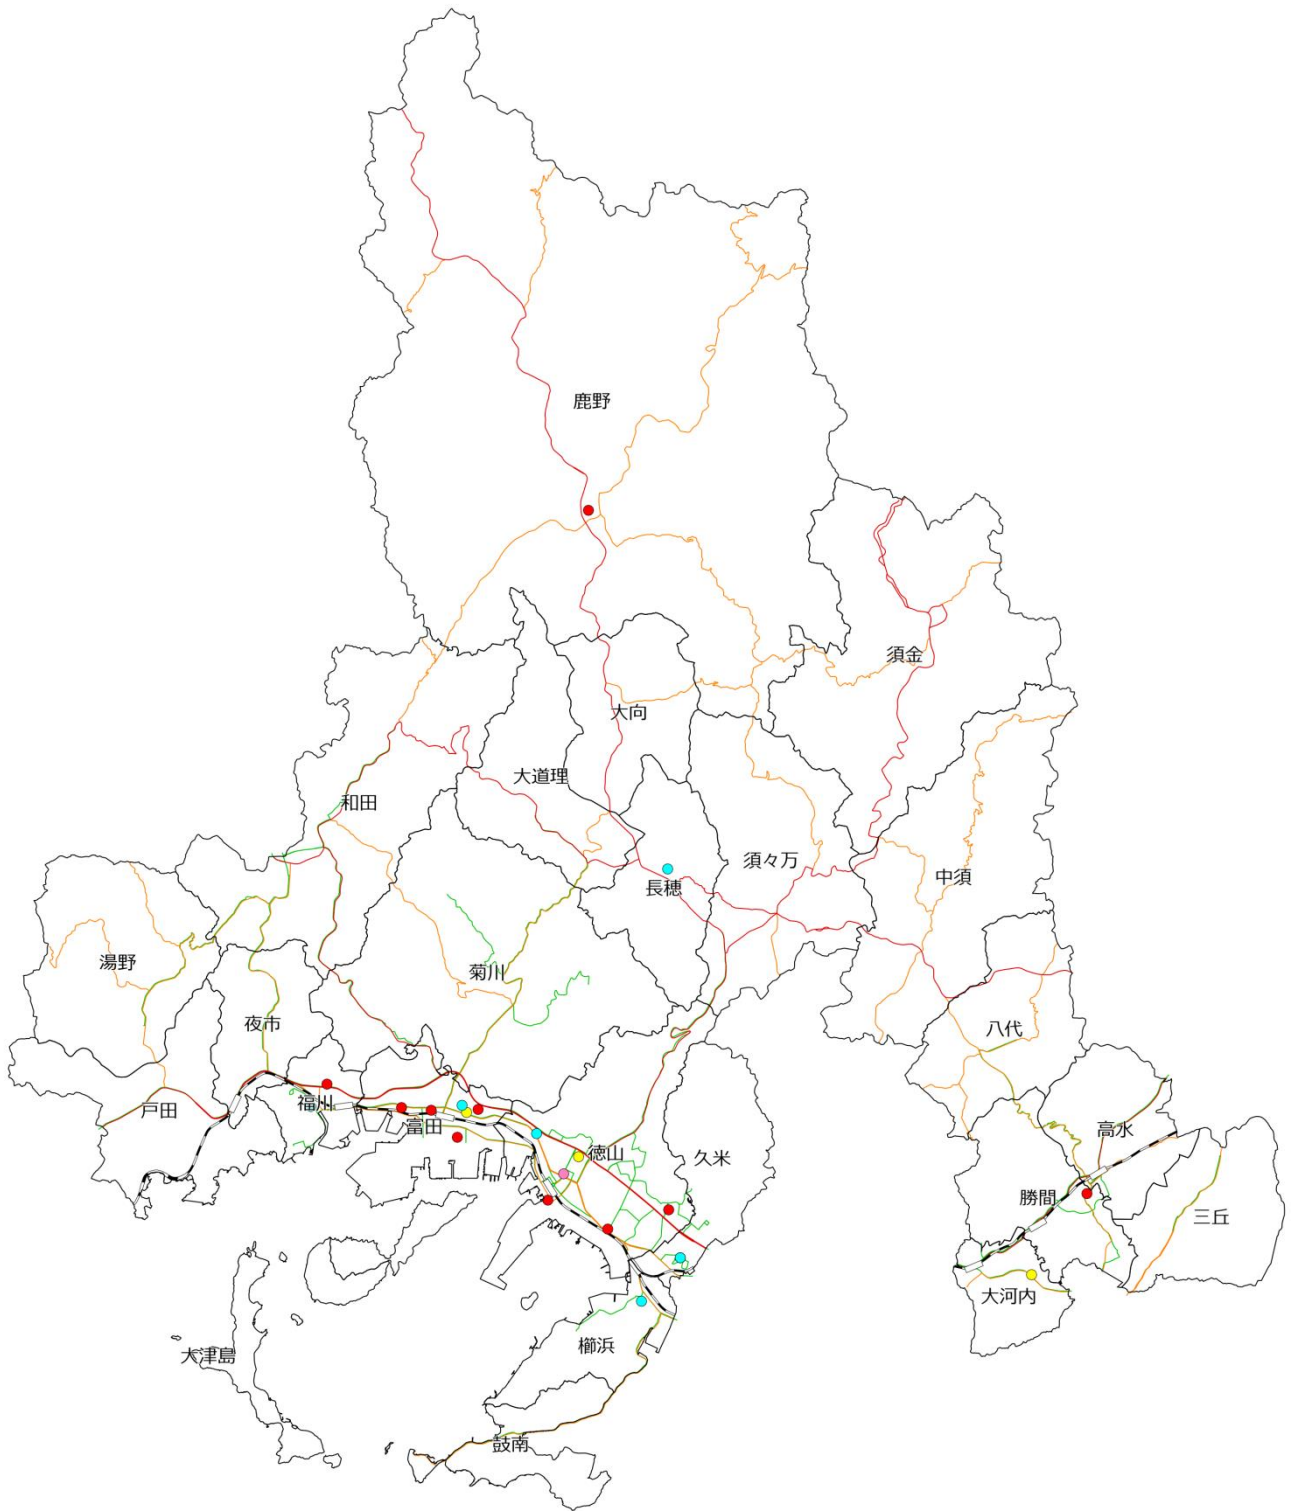 鹿野
須金
大向
大道理
和田
須々万
中須
長穂
湯野
菊川
夜市
八代
戸田
福川
富田
徳山
久米
高水
勝間
三丘
大河内
櫛浜
大津島
鼓南